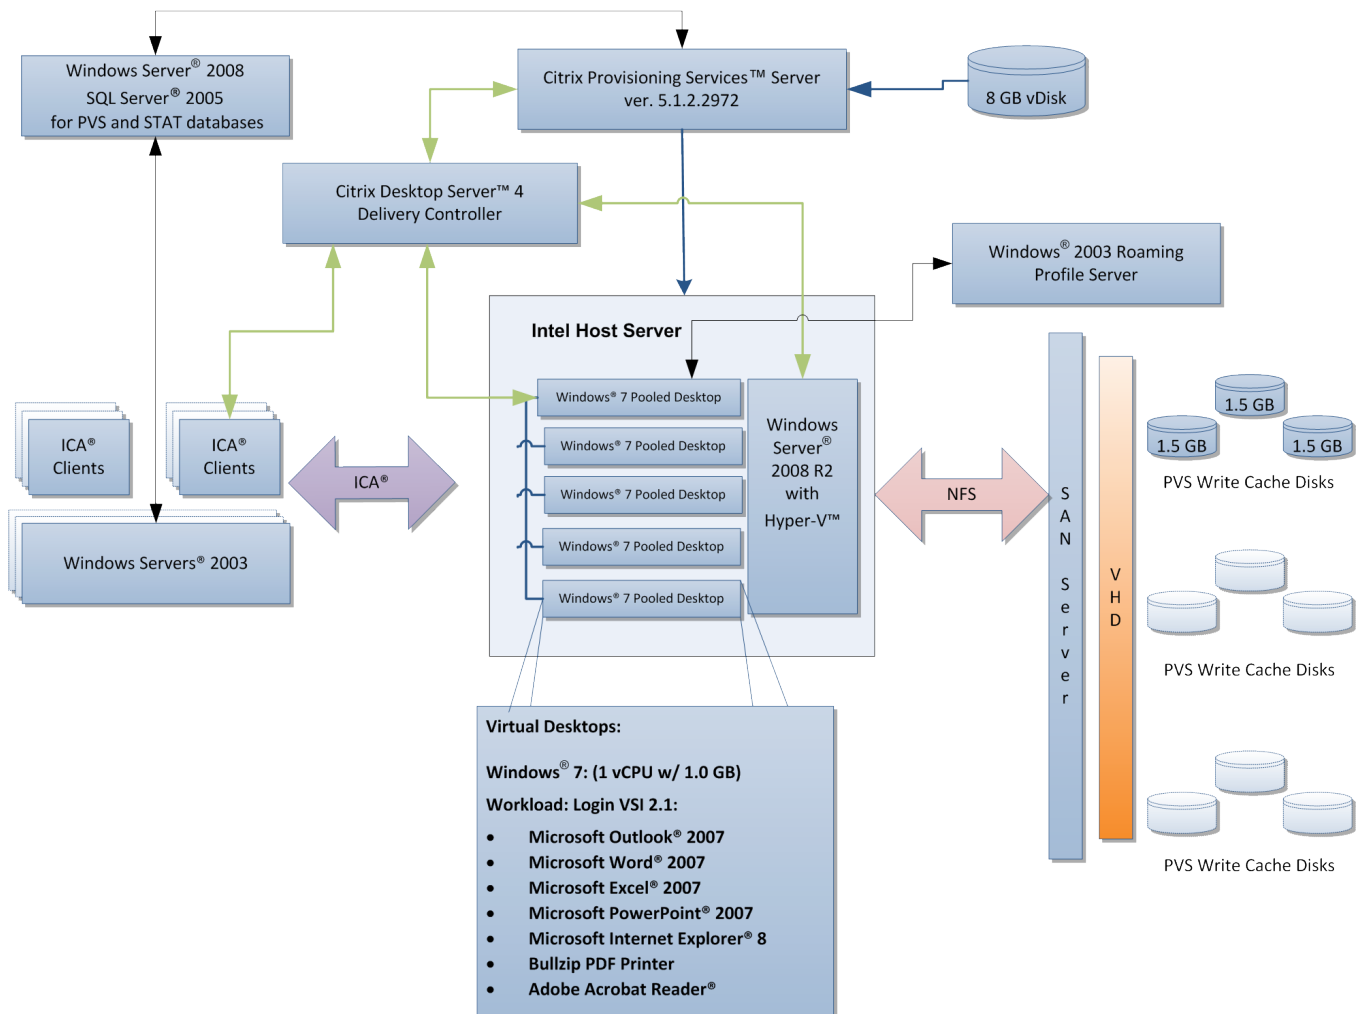 Windows Server® 2008
SQL Server® 2005
for PVS and STAT databases
Citrix Provisioning Services™ Server
ver. 5.1.2.2972
8 GB vDisk
Citrix Desktop Server™ 4
Delivery Controller
Windows® 2003 Roaming
Profile Server
Intel Host Server
Windows® 7 Pooled Desktop
Windows® 7 Pooled Desktop
Windows® 7 Pooled Desktop
Windows® 7 Pooled Desktop
Windows® 7 Pooled Desktop
Windows
Server®
2008 R2
with
Hyper-V™
ICA®
Clients
ICA®
Clients
ICA®
Windows Servers® 2003
NFS
SAN Server
VHD
1.5 GB
1.5 GB
1.5 GB
PVS Write Cache Disks
PVS Write Cache Disks
PVS Write Cache Disks
Virtual Desktops:
Windows® 7: (1 vCPU w/ 1.0 GB)
Workload: Login VSI 2.1:
• Microsoft Outlook® 2007
• Microsoft Word® 2007
• Microsoft Excel® 2007
• Microsoft PowerPoint® 2007
• Microsoft Internet Explorer® 8
• Bullzip PDF Printer
• Adobe Acrobat Reader®